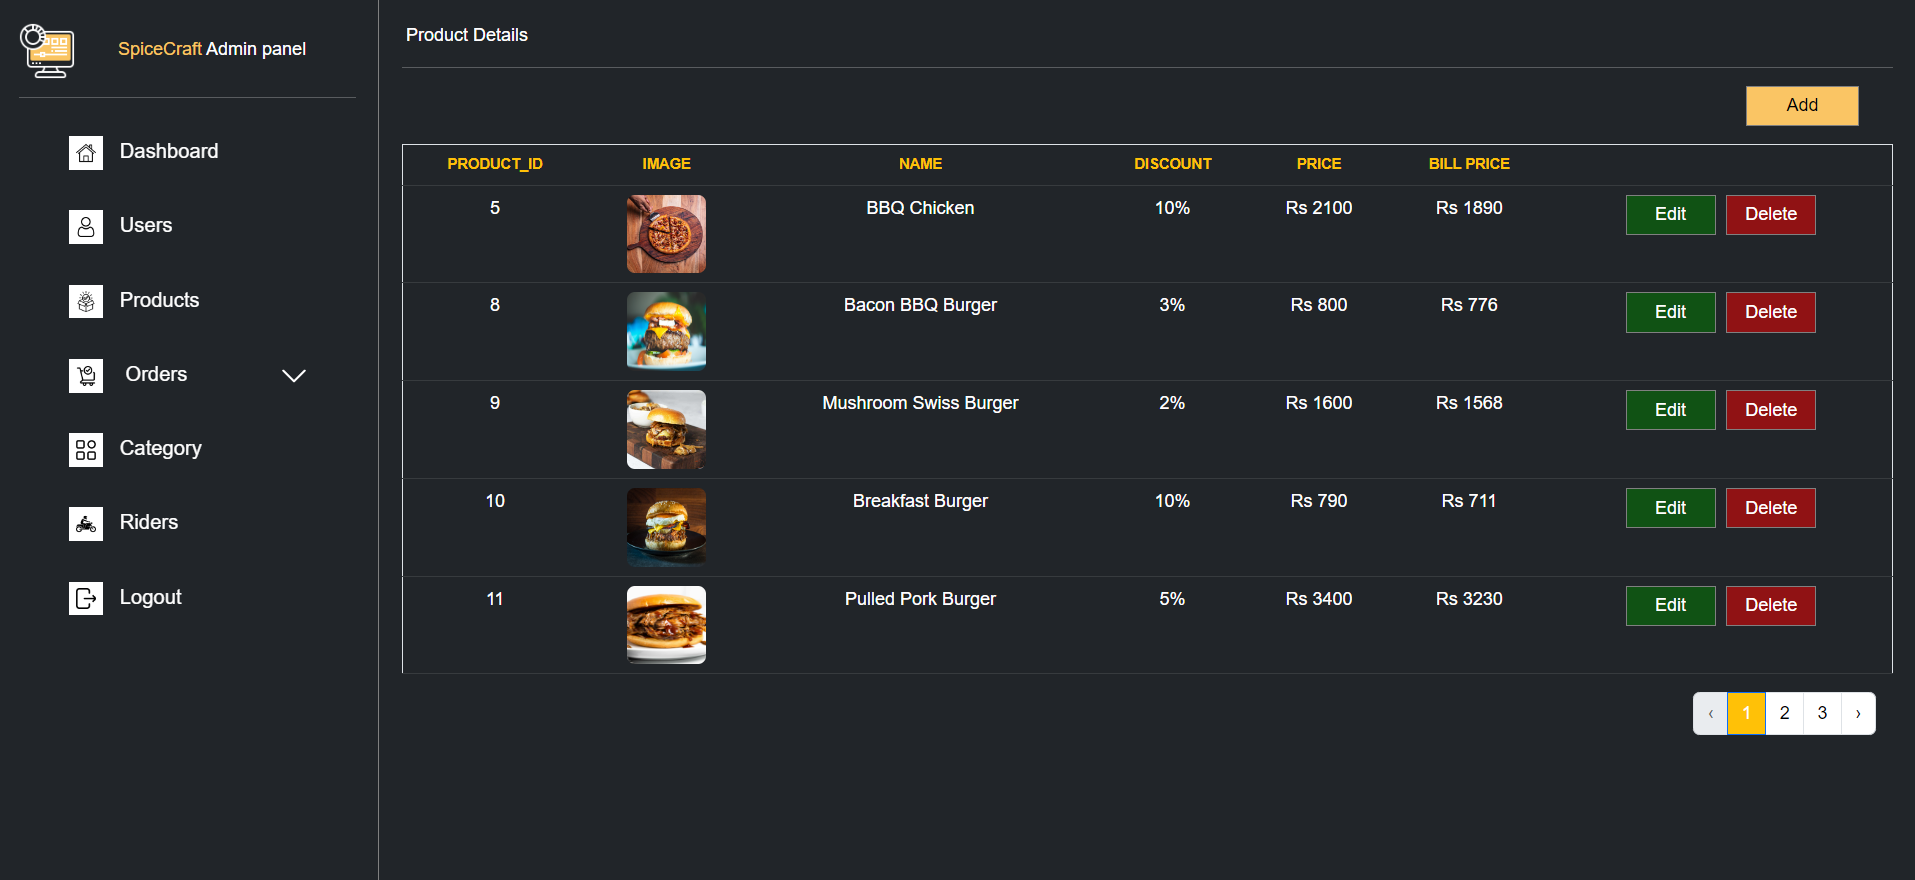 SpiceCraft Admin panel
Dashboard
Users
Products
Orders
Category
Riders
Logout
Product Details
Add
PRODUCT_ID IMAGE NAME DISCOUNT PRICE BILL PRICE
5 BBQ Chicken 10% Rs 2100 Rs 1890 Edit Delete
8 Bacon BBQ Burger 3% Rs 800 Rs 776 Edit Delete
9 Mushroom Swiss Burger 2% Rs 1600 Rs 1568 Edit Delete
10 Breakfast Burger 10% Rs 790 Rs 711 Edit Delete
11 Pulled Pork Burger 5% Rs 3400 Rs 3230 Edit Delete
‹ 1 2 3 ›